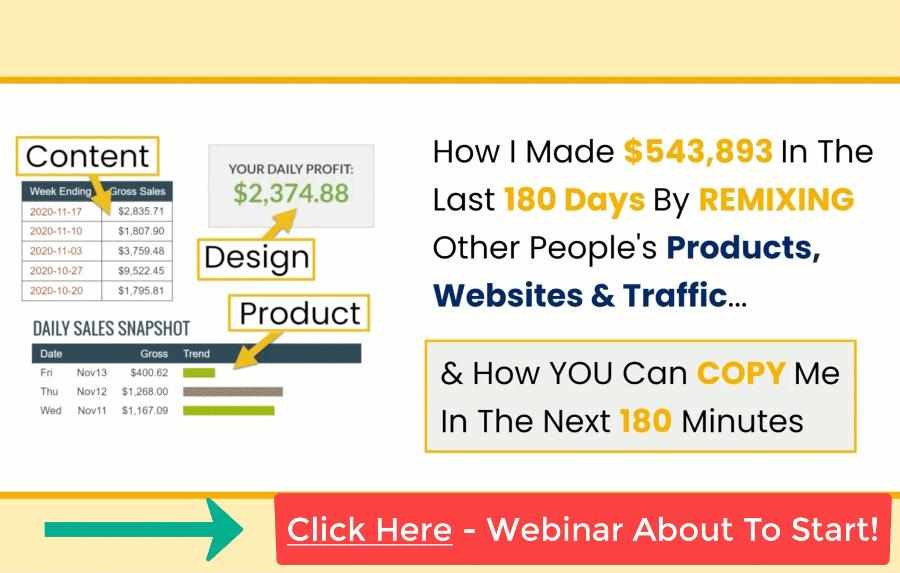 Content
Week Ending Gross Sales
2020-11-17 $2,835.71
2020-11-10 $1,807.90
2020-11-03 $3,759.48
2020-10-27 $9,522.45
2020-10-20 $1,795.81
YOUR DAILY PROFIT:
$2,374.88
Design
Product
DAILY SALES SNAPSHOT
Date Gross Trend
Fri Nov13 $400.62
Thu Nov12 $1,268.00
Wed Nov11 $1,167.09
How I Made $543,893 In The
Last 180 Days By REMIXING
Other People's Products,
Websites & Traffic...
& How YOU Can COPY Me
In The Next 180 Minutes
Click Here - Webinar About To Start!